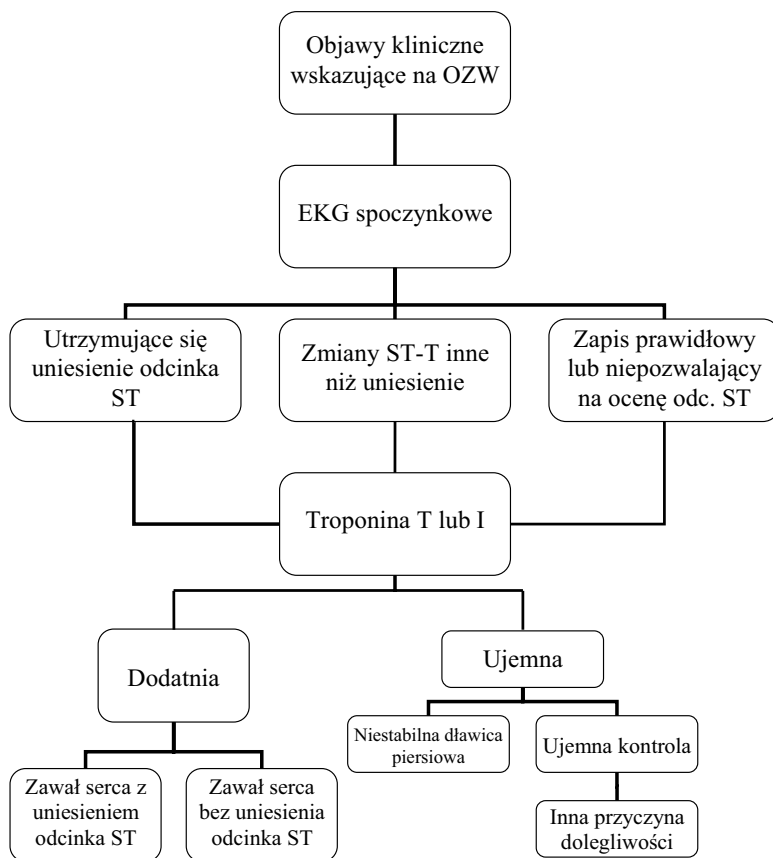 Objawy kliniczne
wskazujące na OZW
EKG spoczynkowe
Utrzymujące się
uniesienie odcinka
ST
Zmiany ST-T inne
niż uniesienie
Zapis prawidłowy
lub niepozwalający
na ocenę odc. ST
Troponina T lub I
Dodatnia
Ujemna
Niestabilna dławica
piersiowa
Ujemna kontrola
Zawał serca z
uniesieniem
odcinka ST
Zawał serca
bez uniesienia
odcinka ST
Inna przyczyna
dolegliwości